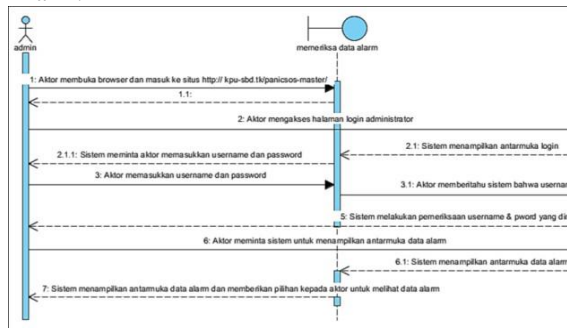 admin
memeriksa data alarm
1: Aktor membuka browser dan masuk ke situs http:// kpu-sbd.tk/panicsos-master/
1.1:
2: Aktor mengakses halaman login administrator
2.1: Sistem menampilkan antarmuka login
2.1.1: Sistem meminta aktor memasukkan username dan password
3: Aktor memasukkan username dan password
3.1: Aktor memberitahu sistem bahwa
5: Sistem melakukan pemeriksaan username & pword yang
6: Aktor meminta sistem untuk menampilkan antarmuka data alarm
6.1: Sistem menampilkan antarmuka data alarm
7: Sistem menampilkan antarmuka data alarm dan memberikan pilihan kepada aktor untuk melihat data alarm